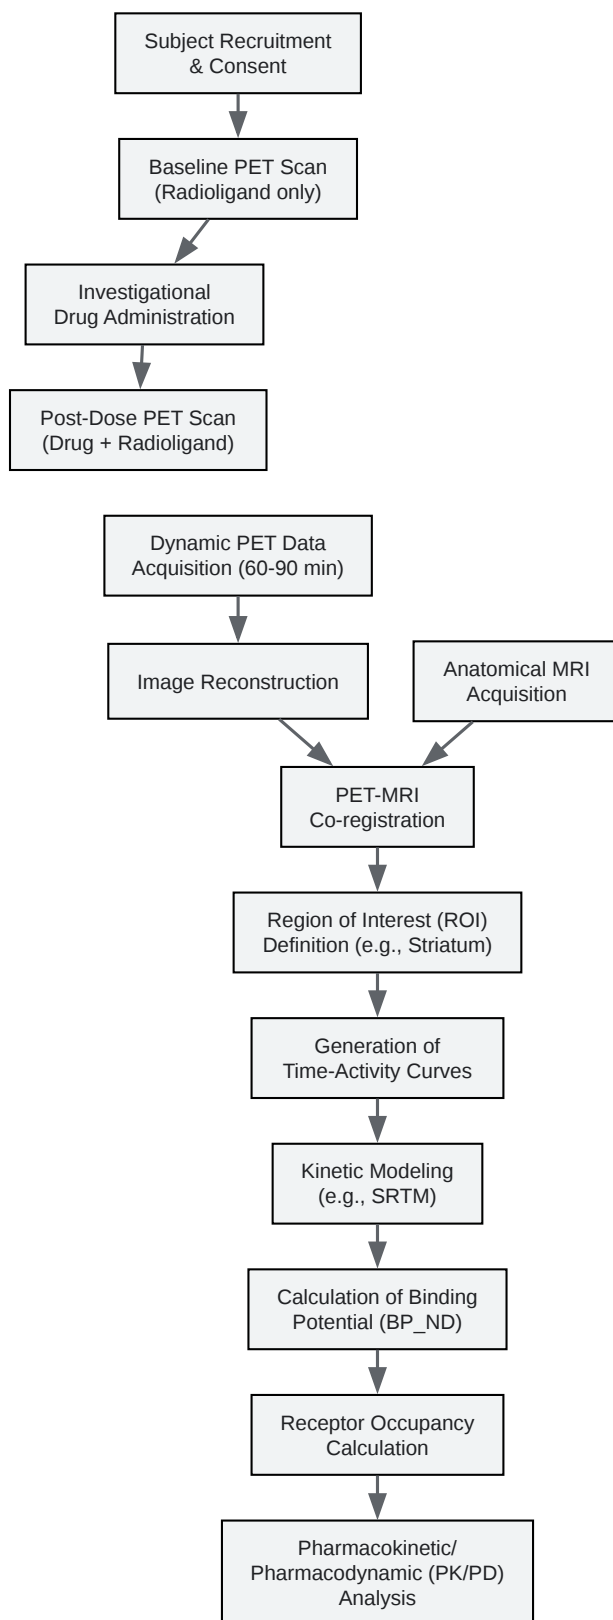 Subject Recruitment
& Consent
Baseline PET Scan
(Radioligand only)
Investigational
Drug Administration
Post-Dose PET Scan
(Drug + Radioligand)
Dynamic PET Data
Acquisition (60-90 min)
Image Reconstruction
Anatomical MRI
Acquisition
PET-MRI
Co-registration
Region of Interest (ROI)
Definition (e.g., Striatum)
Generation of
Time-Activity Curves
Kinetic Modeling
(e.g., SRTM)
Calculation of Binding
Potential (BP_ND)
Receptor Occupancy
Calculation
Pharmacokinetic/
Pharmacodynamic (PK/PD)
Analysis